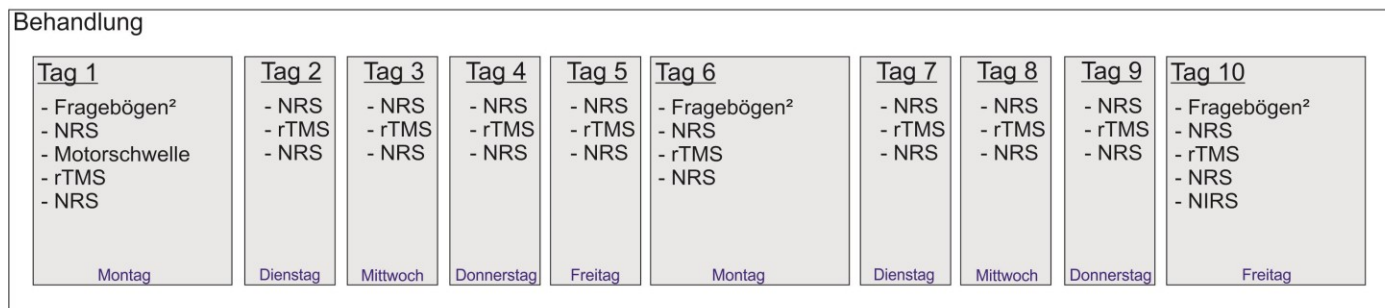 Behandlung
Tag 1
- Fragebögen²
- NRS
- Motorschwelle
- rTMS
- NRS
Montag
Tag 2
- NRS
- rTMS
- NRS
Dienstag
Tag 3
- NRS
- rTMS
- NRS
Mittwoch
Tag 4
- NRS
- rTMS
- NRS
Donnerstag
Tag 5
- NRS
- rTMS
- NRS
Freitag
Tag 6
- Fragebögen²
- NRS
- rTMS
- NRS
Montag
Tag 7
- NRS
- rTMS
- NRS
Dienstag
Tag 8
- NRS
- rTMS
- NRS
Mittwoch
Tag 9
- NRS
- rTMS
- NRS
Donnerstag
Tag 10
- Fragebögen²
- NRS
- rTMS
- NRS
- NIRS
Freitag